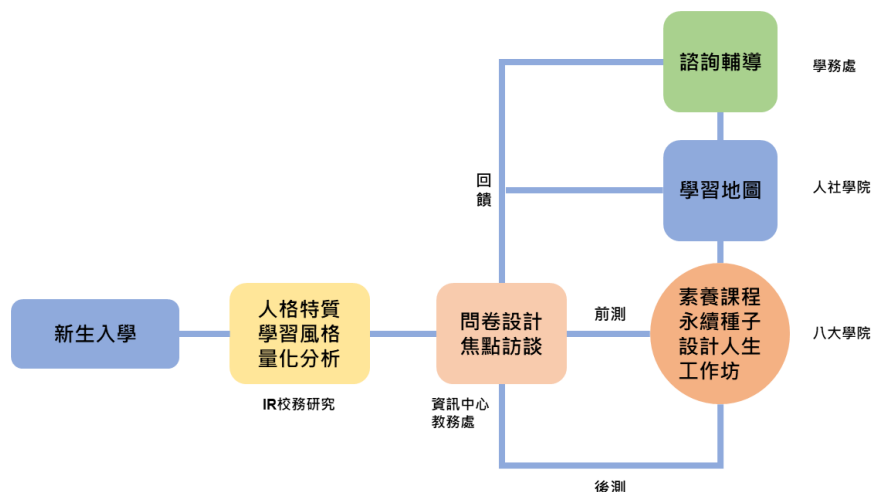 諮詢輔導
學務處
回
饋
學習地圖
人社學院
新生入學
人格特質
學習風格
量化分析
IR校務研究
問卷設計
焦點訪談
資訊中心
教務處
前測
素養課程
永續種子
設計人生
工作坊
八大學院
後測